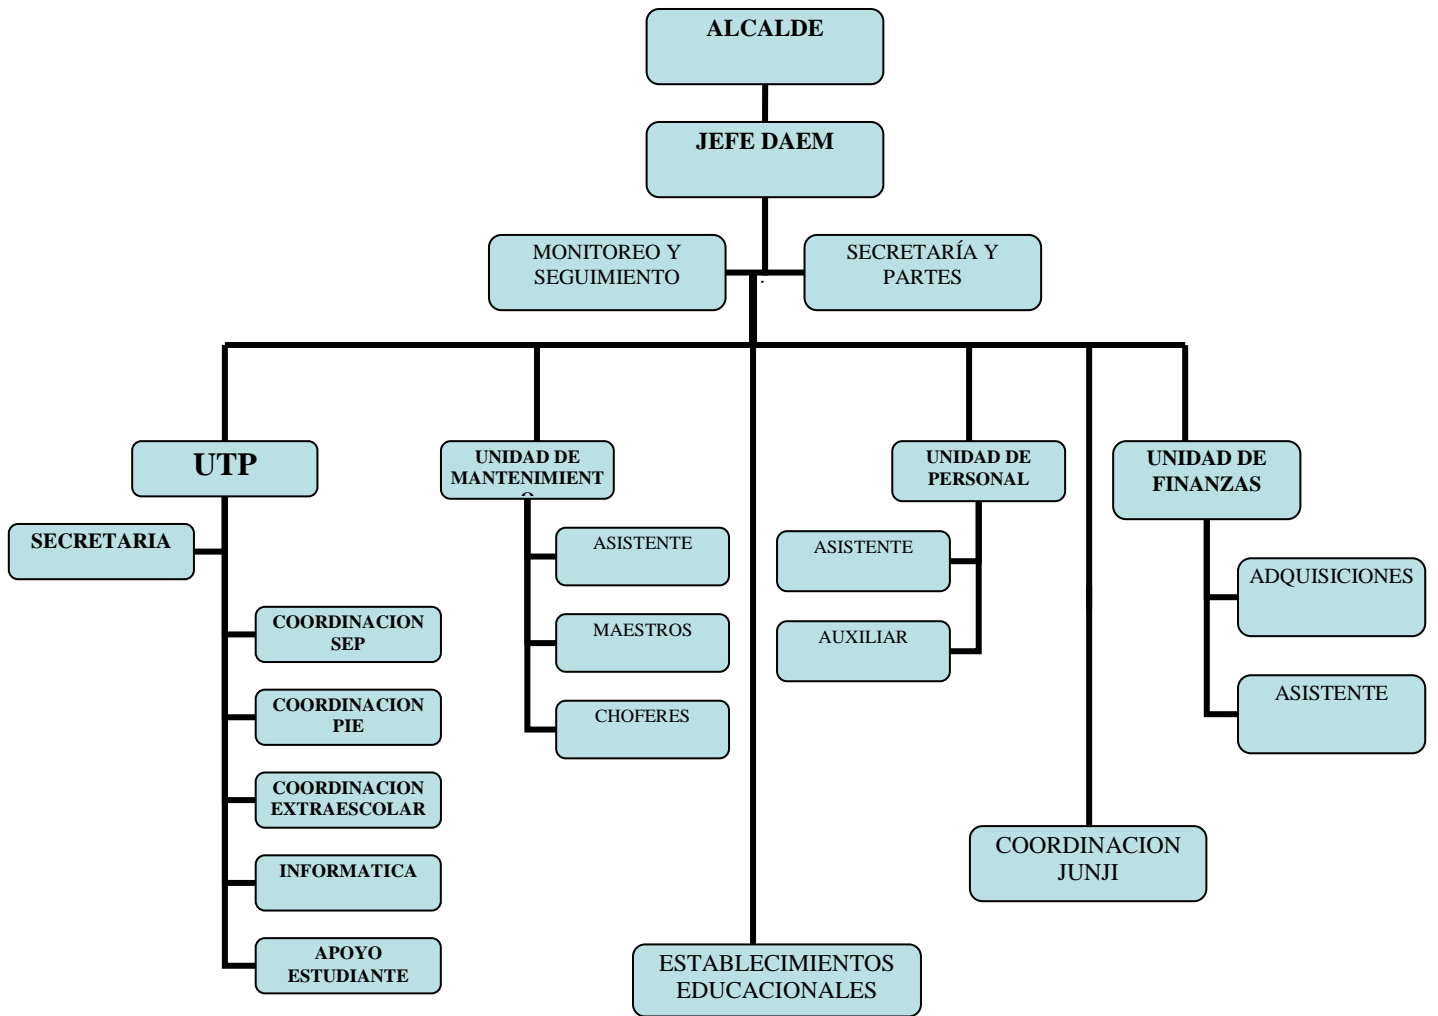 ALCALDE
JEFE DAEM
MONITOREO Y
SEGUIMIENTO
SECRETARÍA Y
PARTES
.
UTP
UNIDAD DE
MANTENIMIENT
UNIDAD DE
PERSONAL
UNIDAD DE
FINANZAS
SECRETARIA
COORDINACION
SEP
COORDINACION
PIE
COORDINACION
EXTRAESCOLAR
INFORMATICA
APOYO
ESTUDIANTE
ASISTENTE
MAESTROS
CHOFERES
ASISTENTE
AUXILIAR
ADQUISICIONES
ASISTENTE
COORDINACION
JUNJI
ESTABLECIMIENTOS
EDUCACIONALES